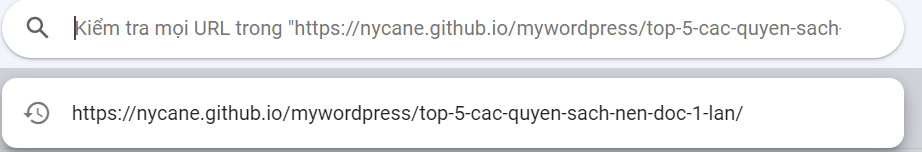 Kiểm tra mọi URL trong "https://nycane.github.io/mywordpress/top-5-cac-quyen-sach-
https://nycane.github.io/mywordpress/top-5-cac-quyen-sach-nen-doc-1-lan/